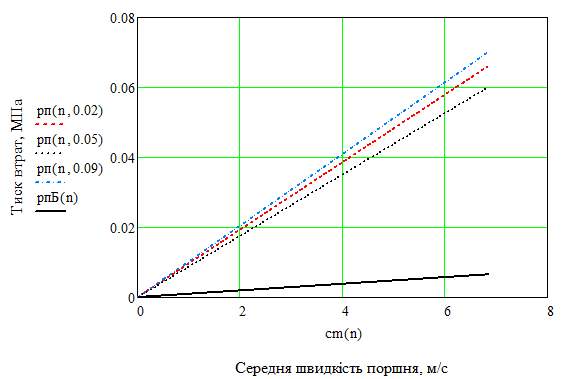 0.08
0.06
0.04
0.02
0
Тиск втрат, МПа
pп(n, 0.02)
pп(n, 0.05)
pп(n, 0.09)
pпБ(n)
0 2 4 6 8
cm(n)
Середня швидкість поршня, м/с